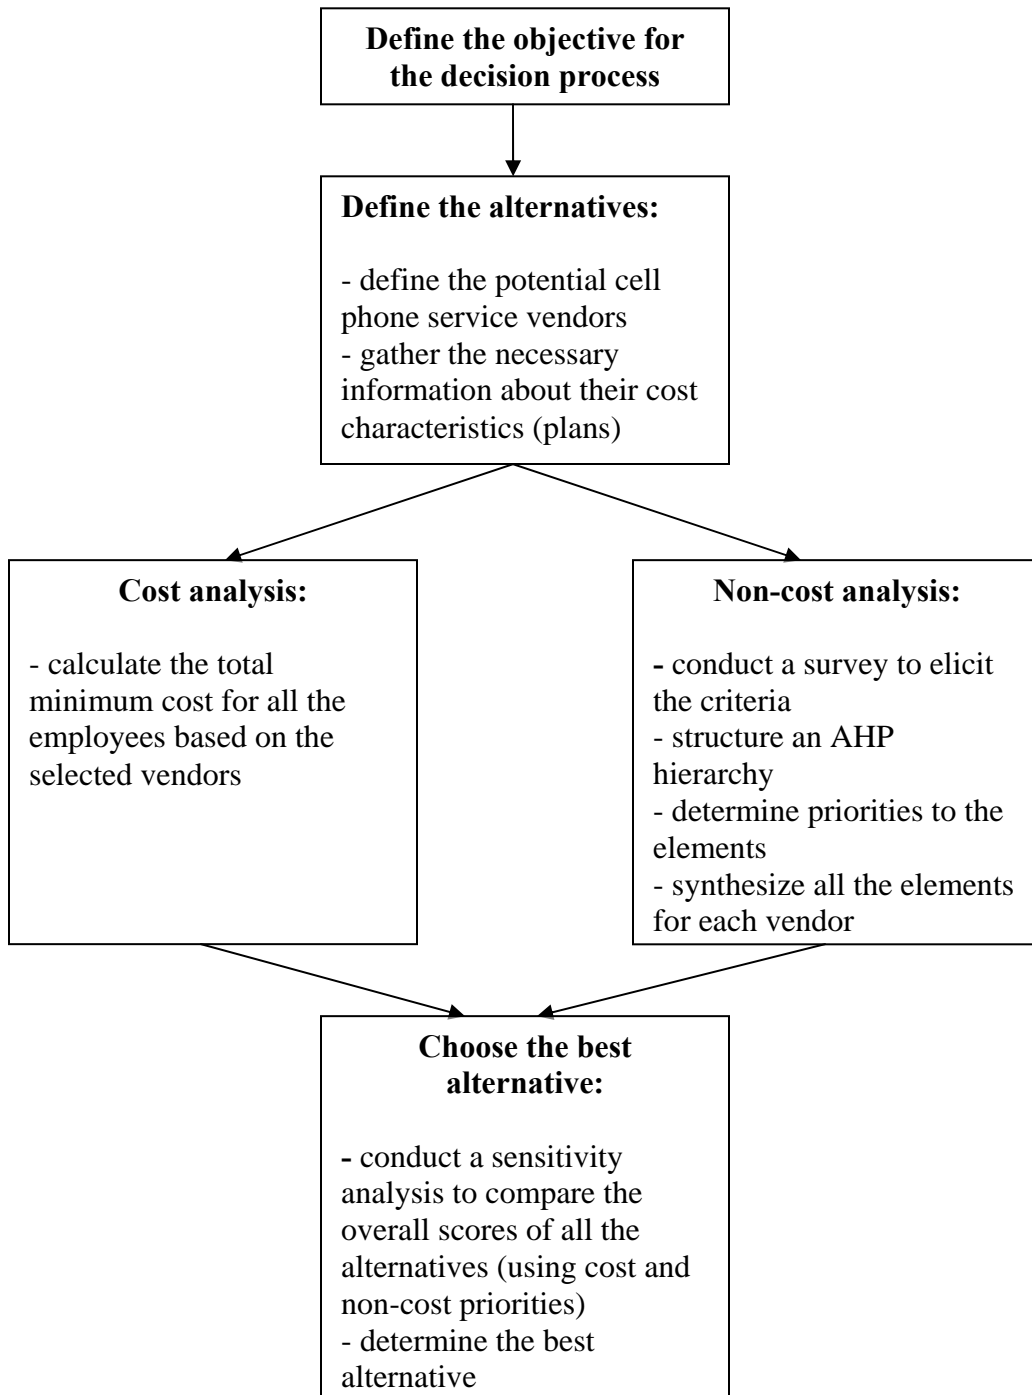 Define the objective for
the decision process
Define the alternatives:
- define the potential cell
phone service vendors
- gather the necessary
information about their cost
characteristics (plans)
Cost analysis:
- calculate the total
minimum cost for all the
employees based on the
selected vendors
Non-cost analysis:
- conduct a survey to elicit
the criteria
- structure an AHP
hierarchy
- determine priorities to the
elements
- synthesize all the elements
for each vendor
Choose the best
alternative:
- conduct a sensitivity
analysis to compare the
overall scores of all the
alternatives (using cost and
non-cost priorities)
- determine the best
alternative